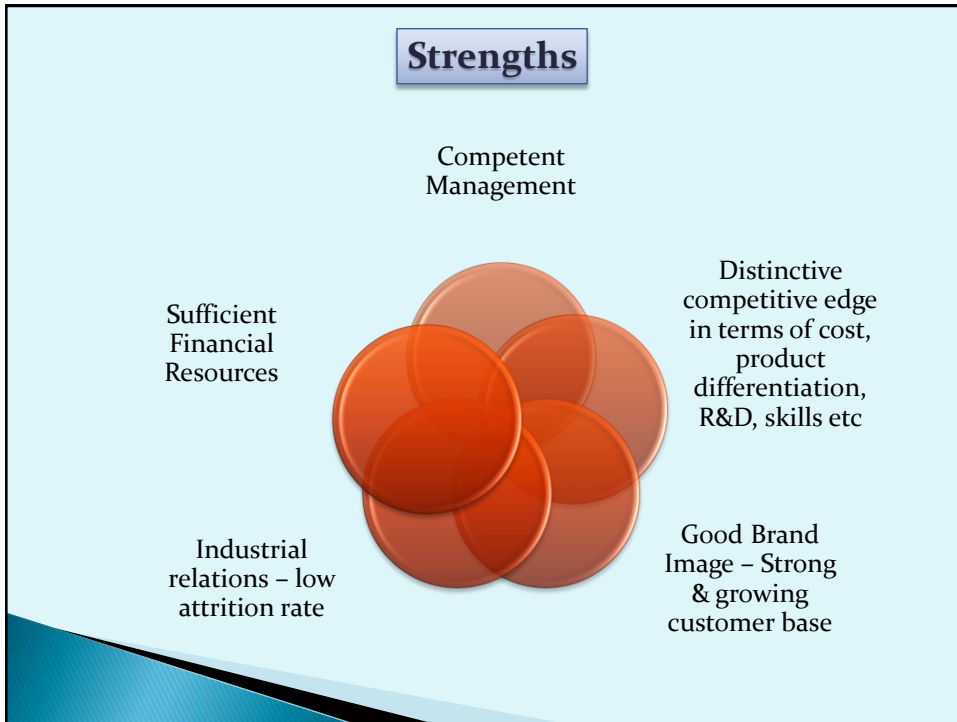 Strengths
Competent
Management
Distinctive
competitive edge
in terms of cost,
product
differentiation,
R&D, skills etc
Good Brand
Image – Strong
& growing
customer base
Industrial
relations – low
attrition rate
Sufficient
Financial
Resources